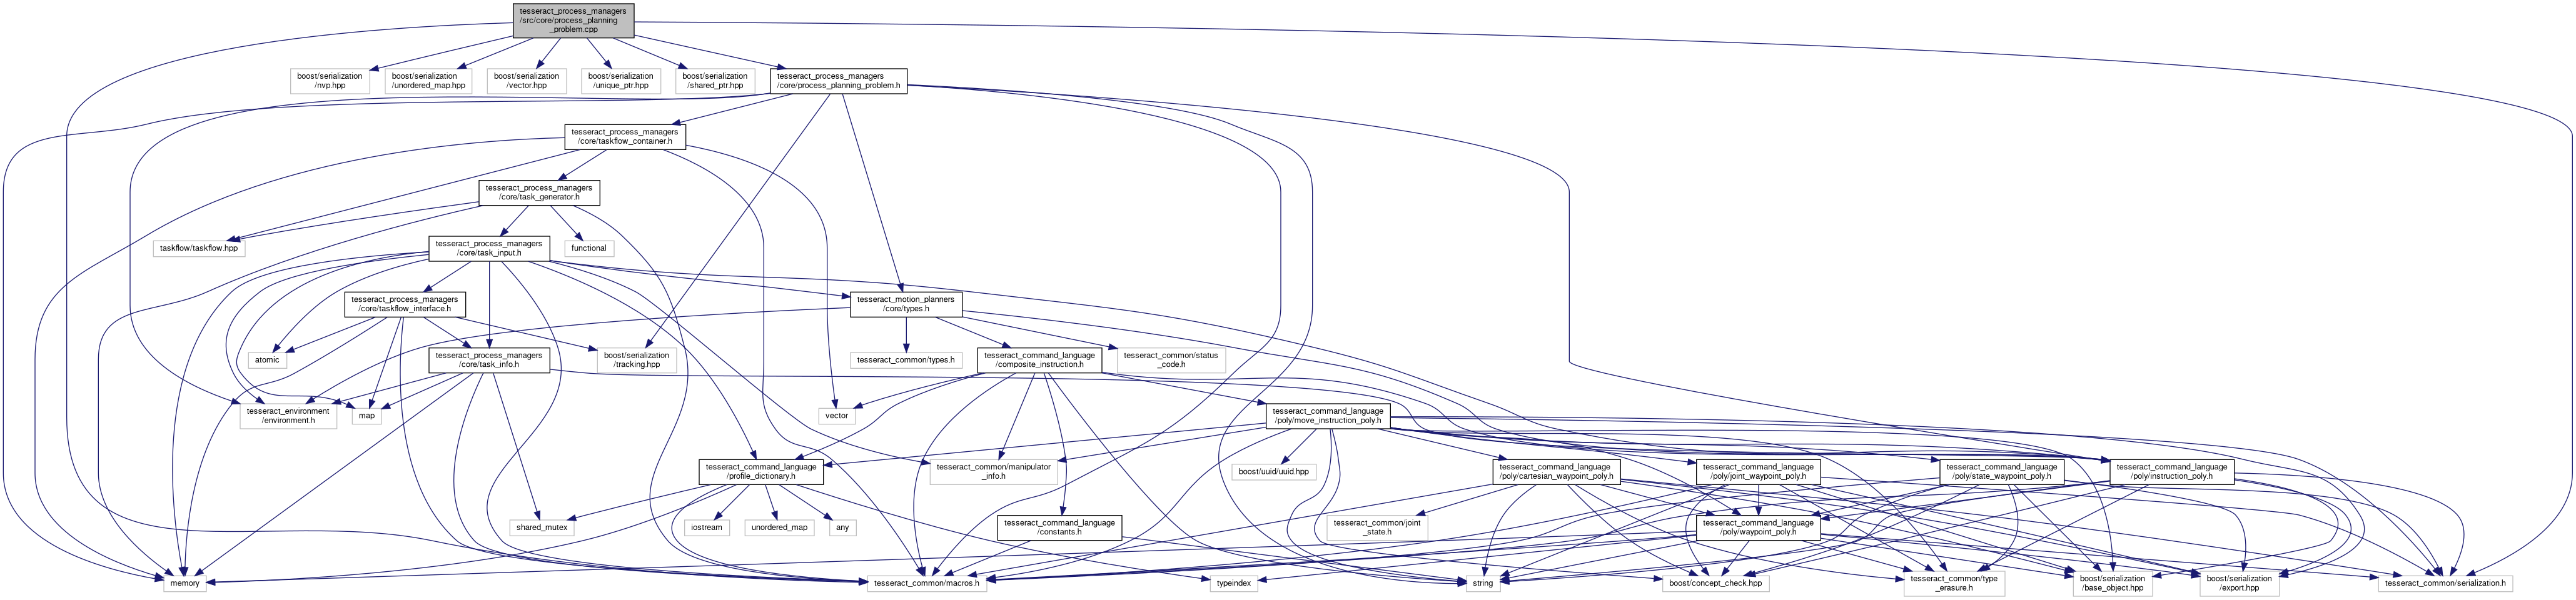 tesseract_process_managers
/src/core/process_planning
_problem.cpp
boost/serialization
/nvp.hpp
boost/serialization
/unordered_map.hpp
boost/serialization
/vector.hpp
boost/serialization
/unique_ptr.hpp
boost/serialization
/shared_ptr.hpp
tesseract_process_managers
/core/process_planning_problem.h
tesseract_process_managers
/core/taskflow_container.h
tesseract_process_managers
/core/task_generator.h
taskflow/taskflow.hpp
tesseract_process_managers
/core/task_input.h
functional
tesseract_process_managers
/core/taskflow_interface.h
tesseract_motion_planners
/core/types.h
atomic
tesseract_process_managers
/core/task_info.h
boost/serialization
/tracking.hpp
tesseract_common/types.h
tesseract_command_language
/composite_instruction.h
tesseract_common/status
_code.h
tesseract_environment
/environment.h
map
vector
tesseract_command_language
/poly/move_instruction_poly.h
tesseract_command_language
/profile_dictionary.h
tesseract_common/manipulator
_info.h
boost/uuid/uuid.hpp
tesseract_command_language
/poly/cartesian_waypoint_poly.h
tesseract_command_language
/poly/joint_waypoint_poly.h
tesseract_command_language
/poly/state_waypoint_poly.h
tesseract_command_language
/poly/instruction_poly.h
shared_mutex
iostream
unordered_map
any
tesseract_command_language
/constants.h
tesseract_common/joint
_state.h
tesseract_command_language
/poly/waypoint_poly.h
memory
tesseract_common/macros.h
typeindex
string
boost/concept_check.hpp
tesseract_common/type
_erasure.h
boost/serialization
/base_object.hpp
boost/serialization
/export.hpp
tesseract_common/serialization.h